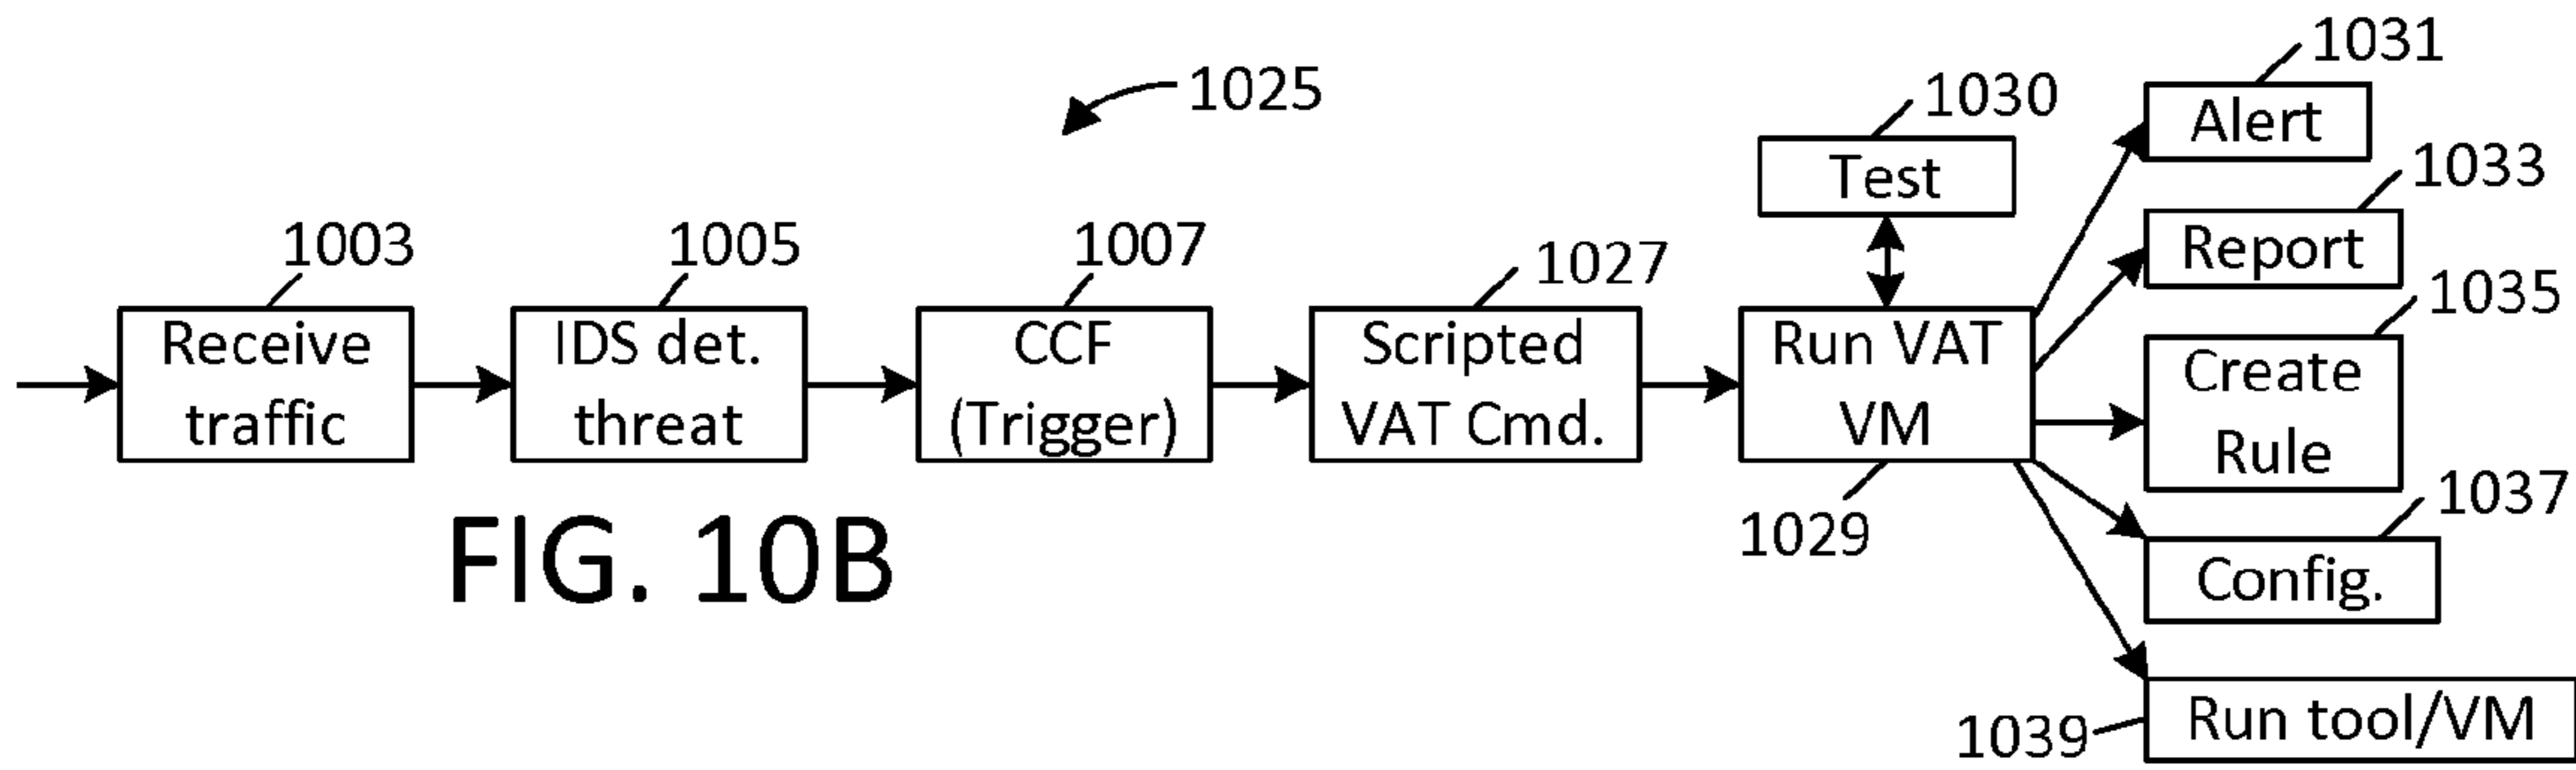 1031
1025
1030
Alert
Test
1033
1003
1005
1007
1027
Report
1035
Receive
traffic
IDS det.
threat
CCF
(Trigger)
Scripted
VAT Cmd.
Run VAT
VM
Create
Rule
1037
1029
FIG. 10B
Config.
1039
Run tool/VM